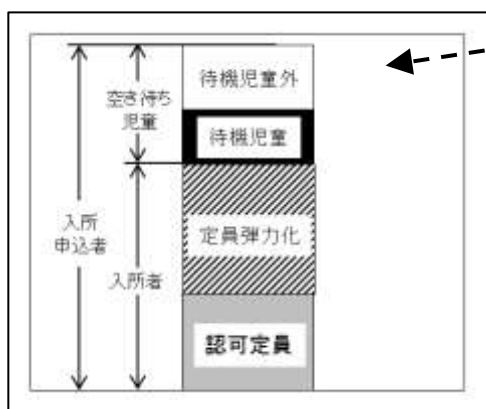 待機児童外
空き待ち
児童
待機児童
入所
申込者
定員弾力化
入所者
認可定員